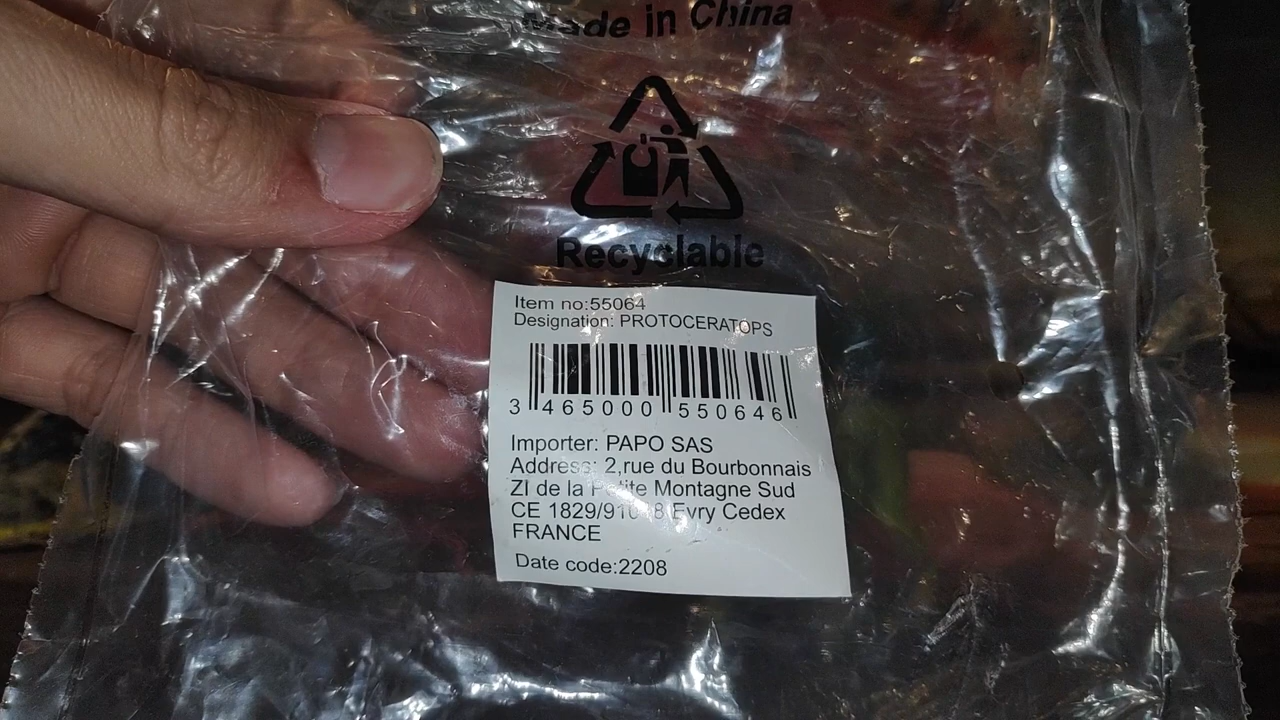 Made in China
Recyclable
Item no:55064
Designation: PROTOCERATOPS
3 465000 550646
Importer: PAPO SAS
Address: 2,rue du Bourbonnais
ZI de la Petite Montagne Sud
CE Evry Cedex
FRANCE
Date code:2208